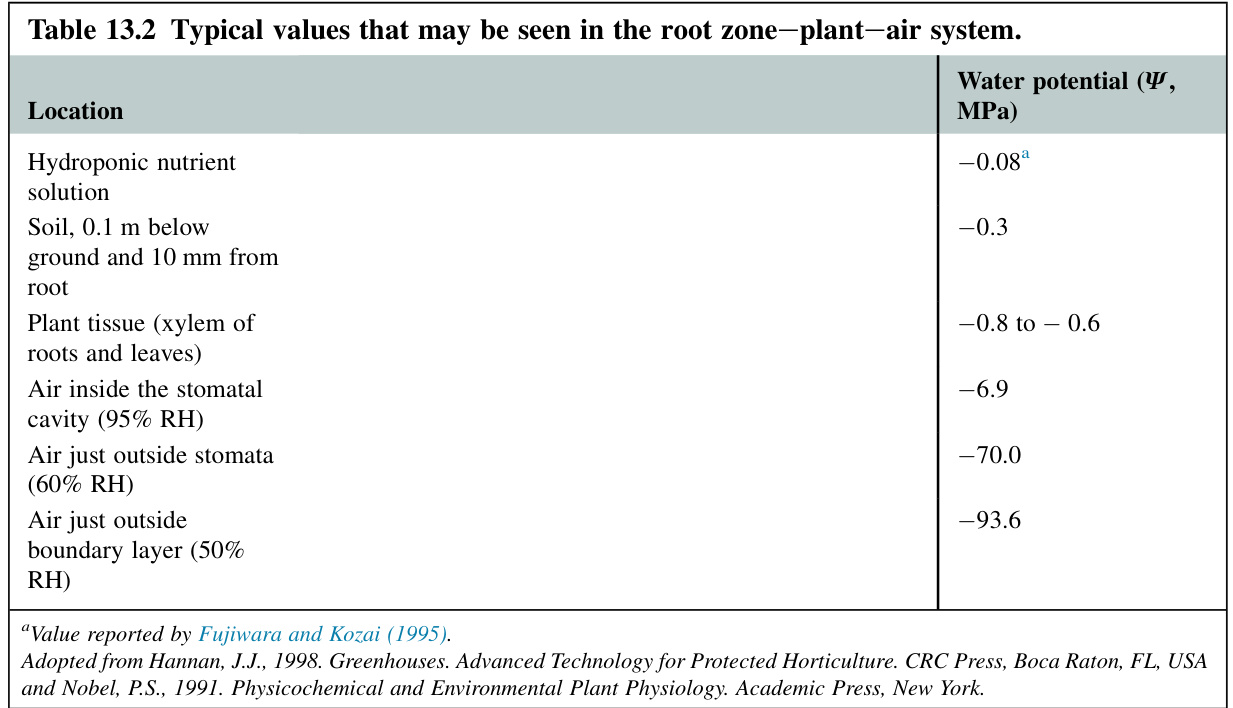 Table 13.2 Typical values that may be seen in the root zone−plant−air system.
Location
Water potential (Ψ,
MPa)
Hydroponic nutrient
solution
−0.08a
Soil, 0.1 m below
ground and 10 mm from
root
−0.3
Plant tissue (xylem of
roots and leaves)
−0.8 to − 0.6
Air inside the stomatal
cavity (95% RH)
−6.9
Air just outside stomata
(60% RH)
−70.0
Air just outside
boundary layer (50%
RH)
−93.6
aValue reported by Fujiwara and Kozai (1995).
Adopted from Hannan, J.J., 1998. Greenhouses. Advanced Technology for Protected Horticulture. CRC Press, Boca Raton, FL, USA
and Nobel, P.S., 1991. Physicochemical and Environmental Plant Physiology. Academic Press, New York.